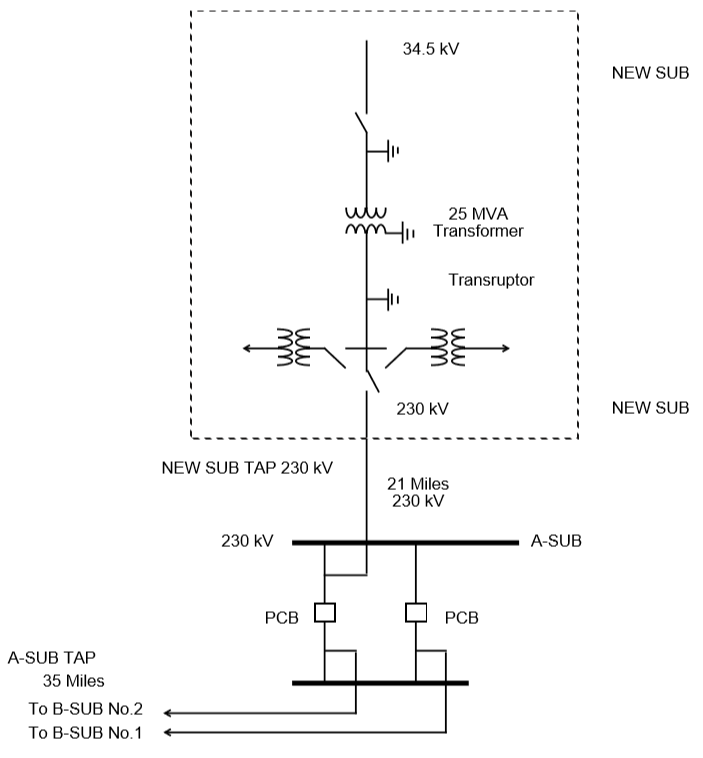 34.5 kV
NEW SUB
25 MVA
Transformer
Transruptor
230 kV
NEW SUB
NEW SUB TAP 230 kV
21 Miles
230 kV
230 kV
A-SUB
PCB
PCB
A-SUB TAP
35 Miles
To B-SUB No.2
To B-SUB No.1